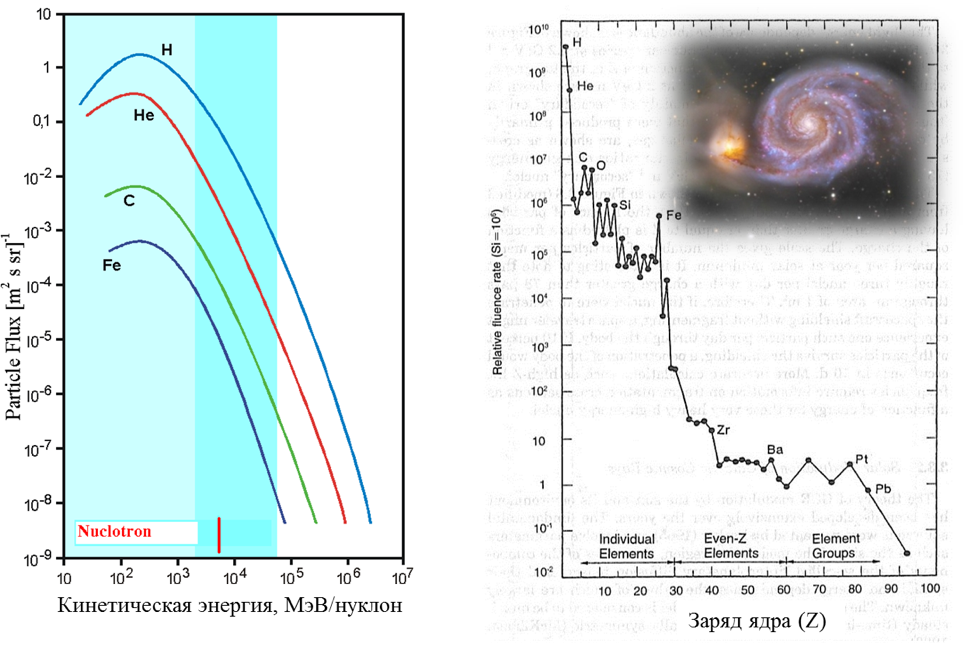 10
1
0,1
10-2
10-3
10-4
10-5
10-6
10-7
10-8
10-9
Particle Flux [m2 s sr]-1
H
He
C
Fe
Nuclotron
10 102 103 104 105 106 107
Кинетическая энергия, МэВ/нуклон
1010
109
108
107
106
105
104
103
102
10
1
10-1
10-2
Relative fluence rate (Si = 106)
H
He
C
O
Si
Fe
Zr
Ba
Pt
Pb
Individual Elements
Even-Z Elements
Element Groups
10 20 30 40 50 60 70 80 90 100
Заряд ядра (Z)